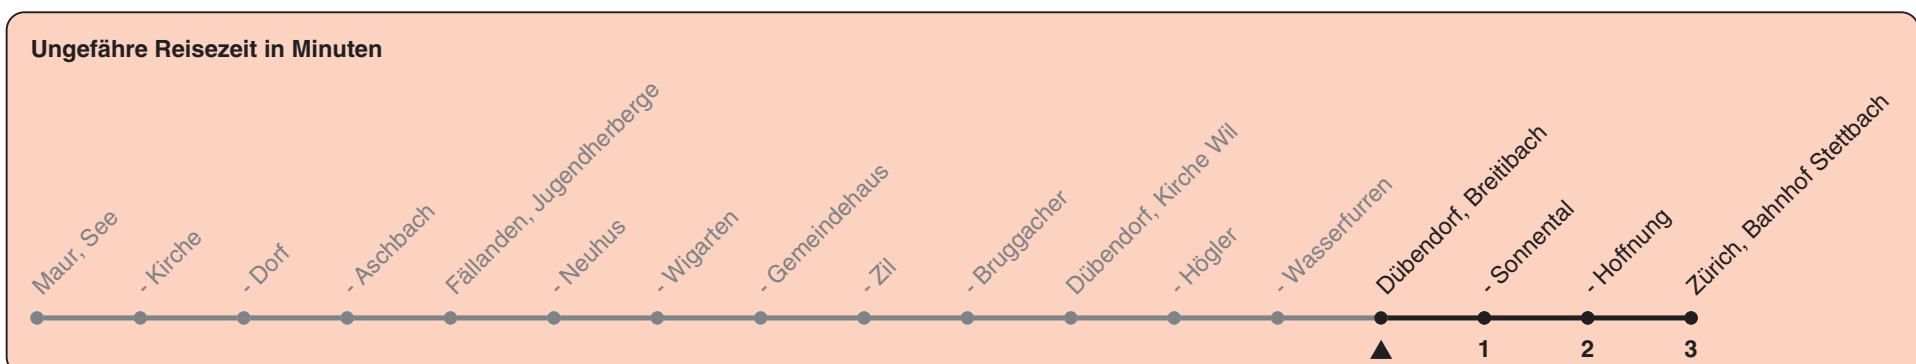 Ungefähre Reisezeit in Minuten
Maur, See
- Kirche
- Dorf
- Aschbach
Fällanden, Jugendherberge
- Neuhus
- Wigarten
- Gemeindehaus
- Zil
- Bruggacher
Dübendorf, Kirche Wil
- Högler
- Wasserfurren
Dübendorf, Breitibach
- Sonnental
- Hoffnung
Zürich, Bahnhof Stettbach
1 2 3